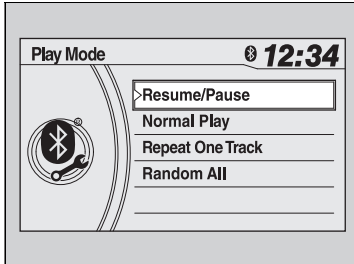 Play Mode
12:34
Resume/Pause
Normal Play
Repeat One Track
Random All